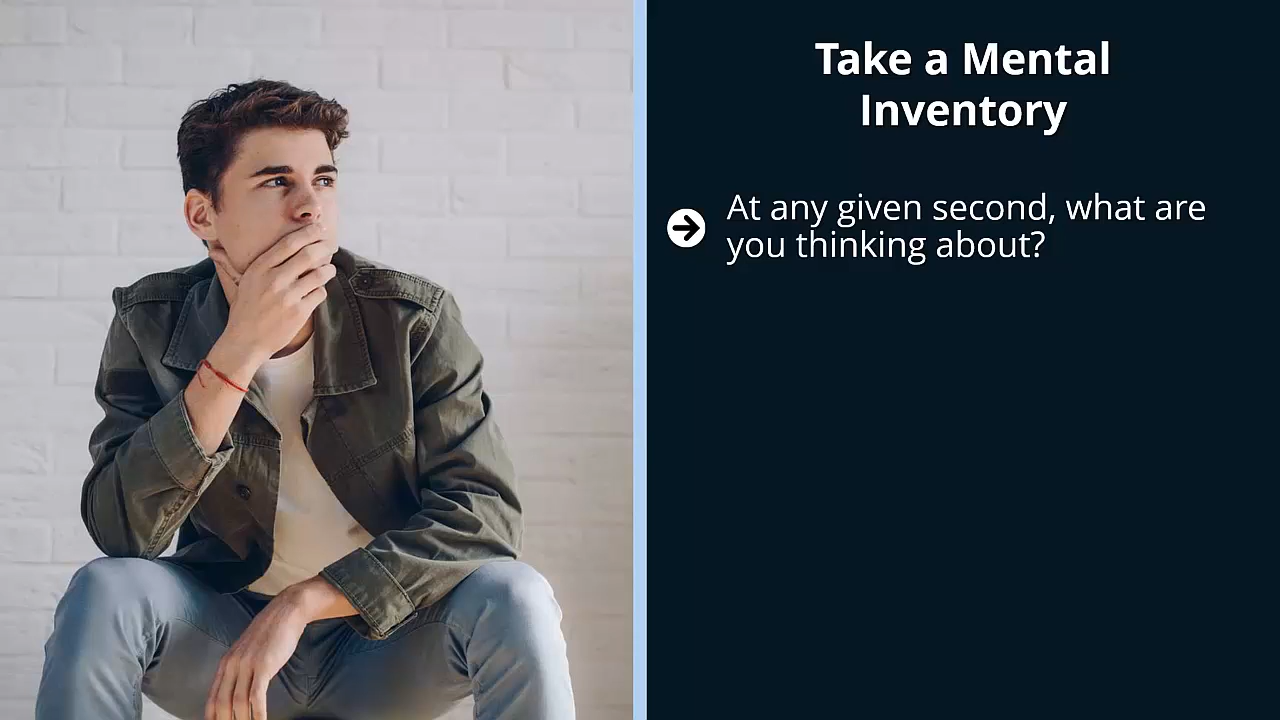 Take a Mental
Inventory
At any given second, what are
you thinking about?